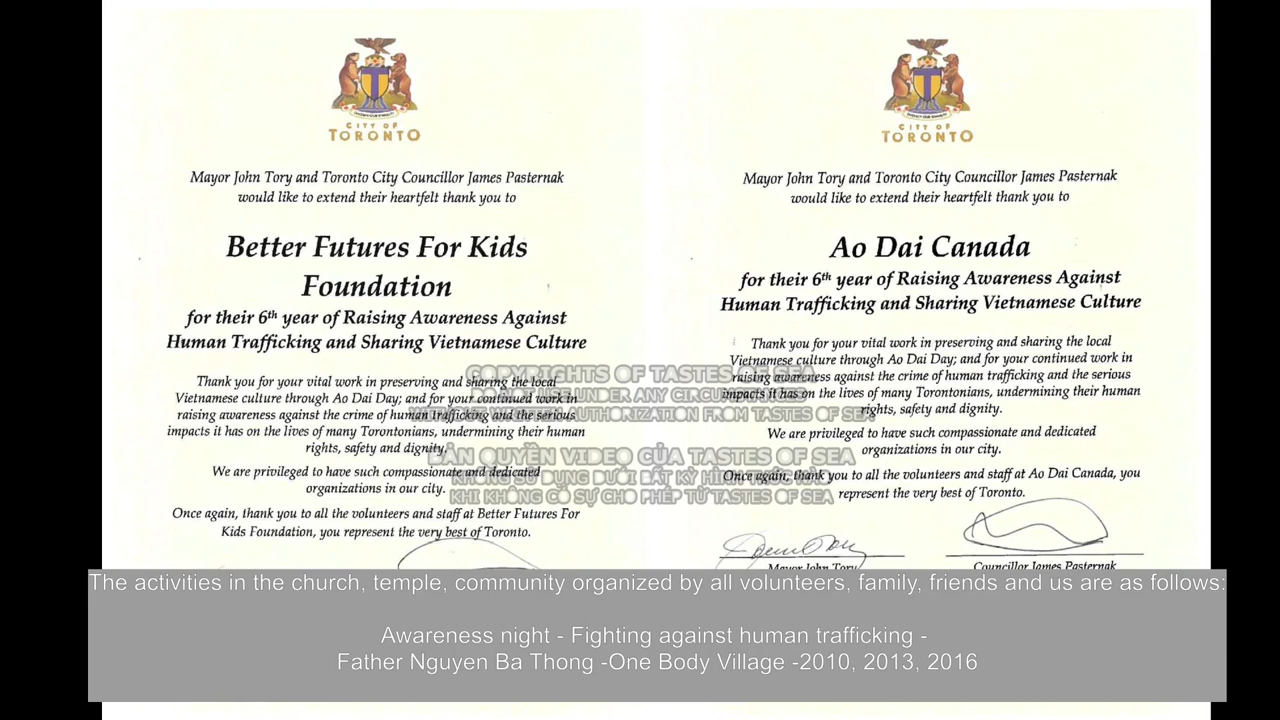 CITY OF
TORONTO
Mayor John Tory and Toronto City Councillor James Pasternak
would like to extend their heartfelt thank you to
Better Futures For Kids
Foundation
for their 6th year of Raising Awareness Against
Human Trafficking and Sharing Vietnamese Culture
Thank you for your vital work in preserving and sharing the local
Vietnamese culture through Ao Dai Day; and for your continued work in
raising awareness against the crime of human trafficking and the serious
impacts it has on the lives of many Torontonians, undermining their human
rights, safety and dignity.
We are privileged to have such compassionate and dedicated
organizations in our city.
Once again, thank you to all the volunteers and staff at Better Futures For
Kids Foundation, you represent the very best of Toronto.
CITY OF
TORONTO
Mayor John Tory and Toronto City Councillor James Pasternak
would like to extend their heartfelt thank you to
Ao Dai Canada
for their 6th year of Raising Awareness Against
Human Trafficking and Sharing Vietnamese Culture
Thank you for your vital work in preserving and sharing the local
Vietnamese culture through Ao Dai Day; and for your continued work in
raising awareness against the crime of human trafficking and the serious
impacts it has on the lives of many Torontonians, undermining their human
rights, safety and dignity.
We are privileged to have such compassionate and dedicated
organizations in our city.
Once again, thank you to all the volunteers and staff at Ao Dai Canada, you
represent the very best of Toronto.
Mayor John Tory
Councillor James Pasternak
COPYRIGHTS OF TASTES OF SEA
DO NOT USE UNDER ANY CIRCUMSTANCES
WITHOUT AUTHORIZATION FROM TASTES OF SEA
BẢN QUYỀN VIDEO CỦA TASTES OF SEA
KHÔNG SỬ DỤNG DƯỚI BẤT KỲ HÌNH THỨC NÀO
KHI KHÔNG CÓ SỰ CHO PHÉP TỪ TASTES OF SEA
The activities in the church, temple, community organized by all volunteers, family, friends and us are as follows:
Awareness night - Fighting against human trafficking -
Father Nguyen Ba Thong -One Body Village -2010, 2013, 2016